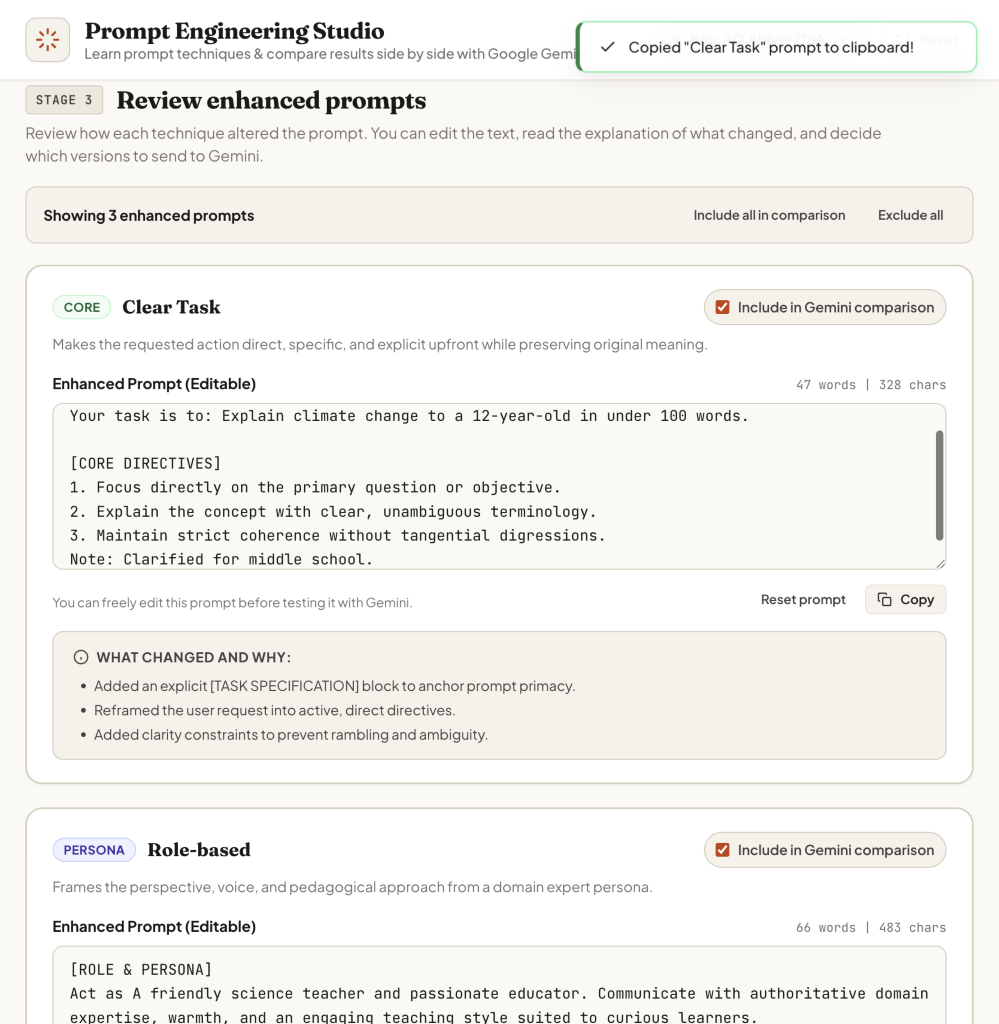 Prompt Engineering Studio
Learn prompt techniques & compare results side by side with Google Gemi
Copied "Clear Task" prompt to clipboard!
Reset
STAGE 3
Review enhanced prompts
Review how each technique altered the prompt. You can edit the text, read the explanation of what changed, and decide
which versions to send to Gemini.
Showing 3 enhanced prompts
Include all in comparison
Exclude all
CORE
Clear Task
Include in Gemini comparison
Makes the requested action direct, specific, and explicit upfront while preserving original meaning.
Enhanced Prompt (Editable)
47 words | 328 chars
Your task is to: Explain climate change to a 12-year-old in under 100 words.
[CORE DIRECTIVES]
1. Focus directly on the primary question or objective.
2. Explain the concept with clear, unambiguous terminology.
3. Maintain strict coherence without tangential digressions.
Note: Clarified for middle school.
You can freely edit this prompt before testing it with Gemini.
Reset prompt
Copy
WHAT CHANGED AND WHY:
• Added an explicit [TASK SPECIFICATION] block to anchor prompt primacy.
• Reframed the user request into active, direct directives.
• Added clarity constraints to prevent rambling and ambiguity.
PERSONA
Role-based
Include in Gemini comparison
Frames the perspective, voice, and pedagogical approach from a domain expert persona.
Enhanced Prompt (Editable)
66 words | 483 chars
[ROLE & PERSONA]
Act as A friendly science teacher and passionate educator. Communicate with authoritative domain
expertise, warmth, and an engaging teaching style suited to curious learners.